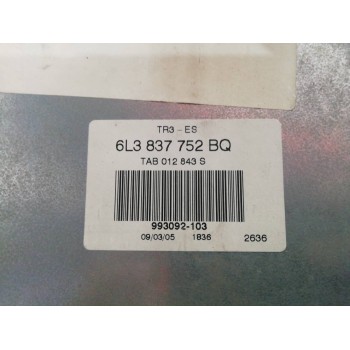 TR3 - ES
6L3 837 752 BQ
TAB 012 843 S
993092-103
09/03/05 1836 2636